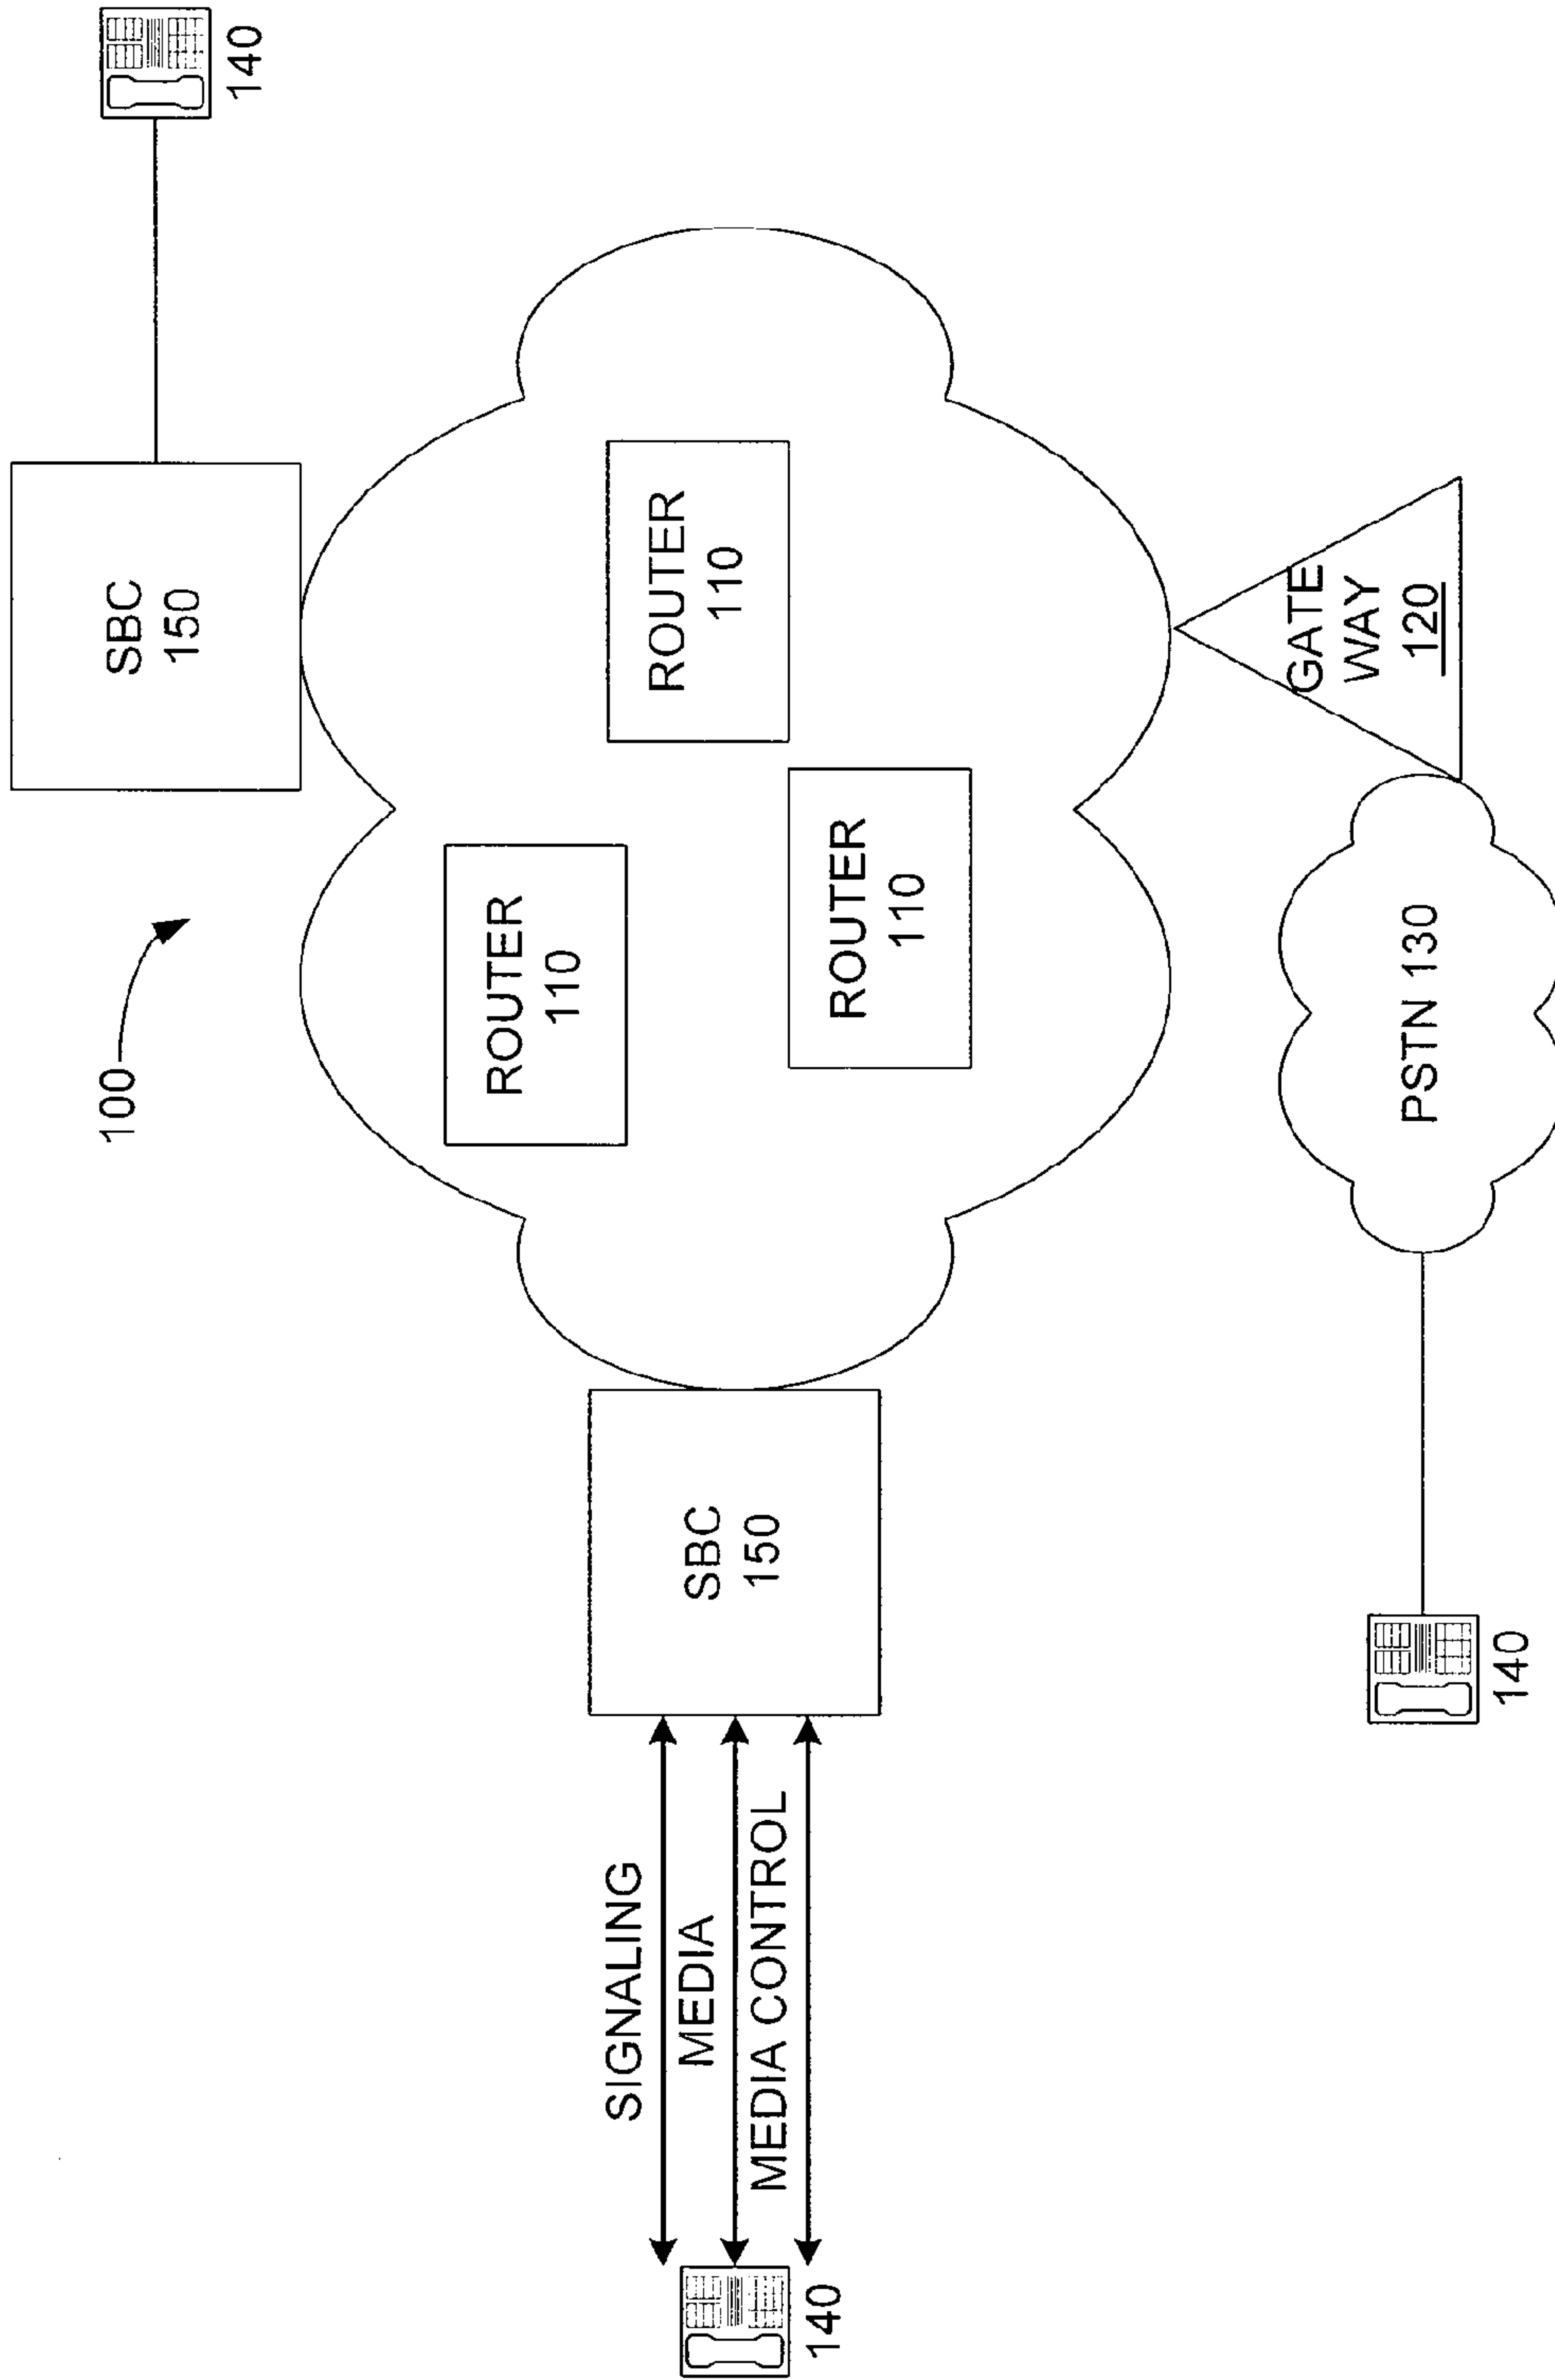 100
SBC
150
140
ROUTER
110
ROUTER
110
ROUTER
110
SBC
150
SIGNALING
MEDIA
MEDIA CONTROL
140
GATE
WAY
120
PSTN 130
140